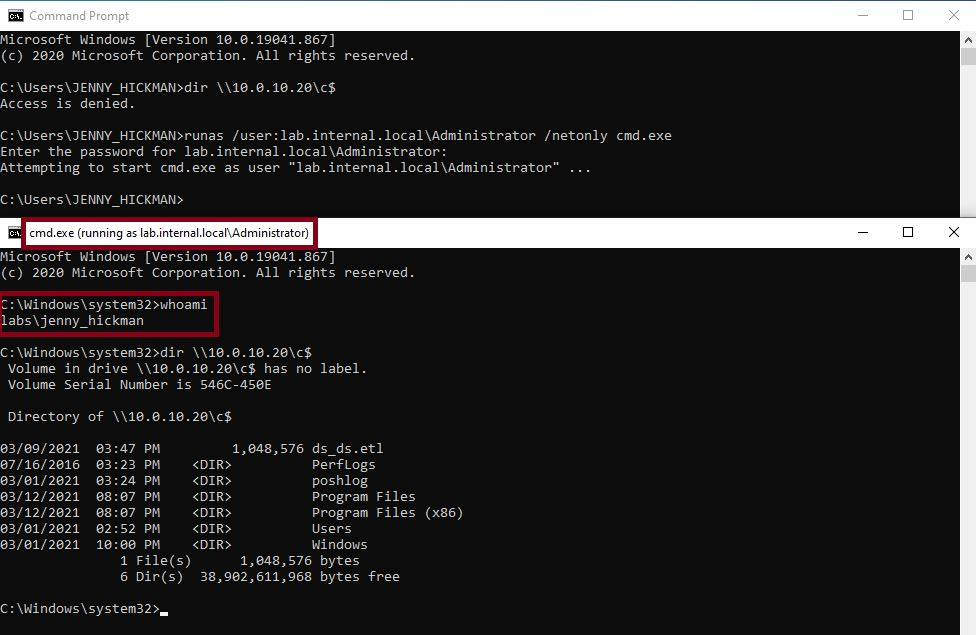 Command Prompt
Microsoft Windows [Version 10.0.19041.867]
(c) 2020 Microsoft Corporation. All rights reserved.
C:\Users\JENNY_HICKMAN>dir \\10.0.10.20\c$
Access is denied.
C:\Users\JENNY_HICKMAN>runas /user:lab.internal.local\Administrator /netonly cmd.exe
Enter the password for lab.internal.local\Administrator:
Attempting to start cmd.exe as user "lab.internal.local\Administrator" ...
C:\Users\JENNY_HICKMAN>
cmd.exe (running as lab.internal.local\Administrator)
Microsoft Windows [Version 10.0.19041.867]
(c) 2020 Microsoft Corporation. All rights reserved.
C:\Windows\system32>whoami
labs\jenny_hickman
C:\Windows\system32>dir \\10.0.10.20\c$
 Volume in drive \\10.0.10.20\c$ has no label.
 Volume Serial Number is 546C-450E
 Directory of \\10.0.10.20\c$
03/09/2021  03:47 PM         1,048,576 ds_ds.etl
07/16/2016  03:23 PM    <DIR>          PerfLogs
03/01/2021  03:24 PM    <DIR>          poshlog
03/12/2021  08:07 PM    <DIR>          Program Files
03/12/2021  08:07 PM    <DIR>          Program Files (x86)
03/01/2021  02:52 PM    <DIR>          Users
03/01/2021  10:00 PM    <DIR>          Windows
               1 File(s)      1,048,576 bytes
               6 Dir(s)  38,902,611,968 bytes free
C:\Windows\system32>